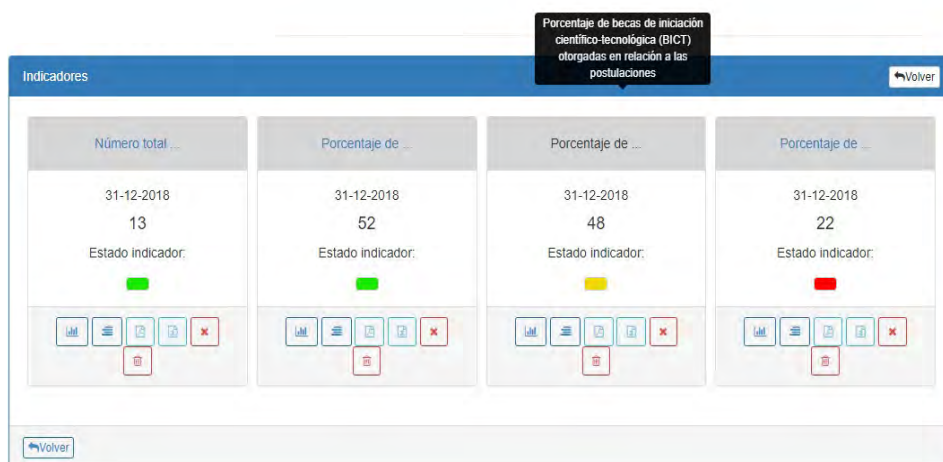 Porcentaje de becas de iniciación
científico-tecnológica (BICT)
otorgadas en relación a las
postulaciones
Indicadores
Volver
Número total ...
31-12-2018
13
Estado indicador:
Porcentaje de ...
31-12-2018
52
Estado indicador:
Porcentaje de ...
31-12-2018
48
Estado indicador:
Porcentaje de ...
31-12-2018
22
Estado indicador:
Volver